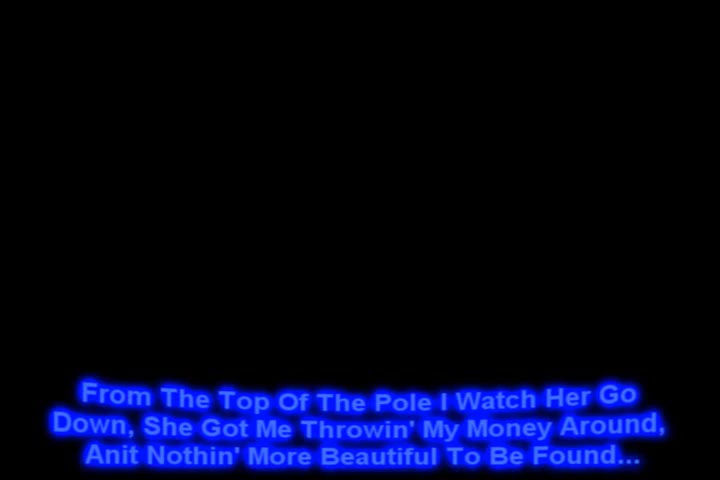 From The Top Of The Pole I Watch Her Go
Down, She Got Me Throwin' My Money Around,
Anit Nothin' More Beautiful To Be Found...